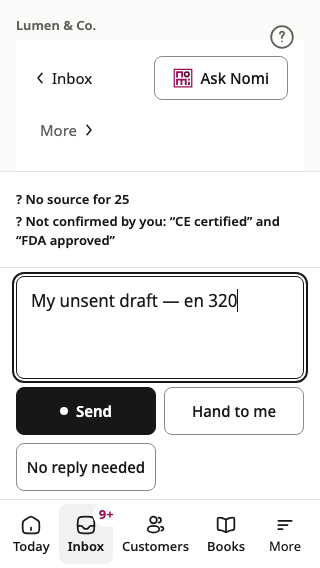 Lumen & Co.
?
Inbox
nomi
Ask Nomi
More
? No source for 25
? Not confirmed by you: “CE certified” and
“FDA approved”
My unsent draft — en 320
Send
Hand to me
No reply needed
9+
Today
Inbox
Customers
Books
More